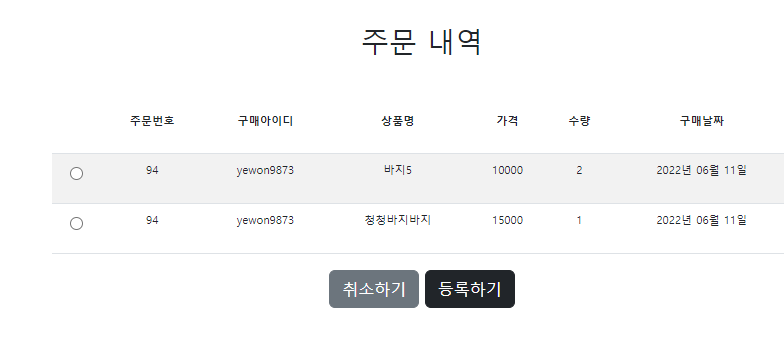 주문 내역
주문번호 구매아이디 상품명 가격 수량 구매날짜
94 yewon9873 바지5 10000 2 2022년 06월 11일
94 yewon9873 청청바지바지 15000 1 2022년 06월 11일
취소하기 등록하기